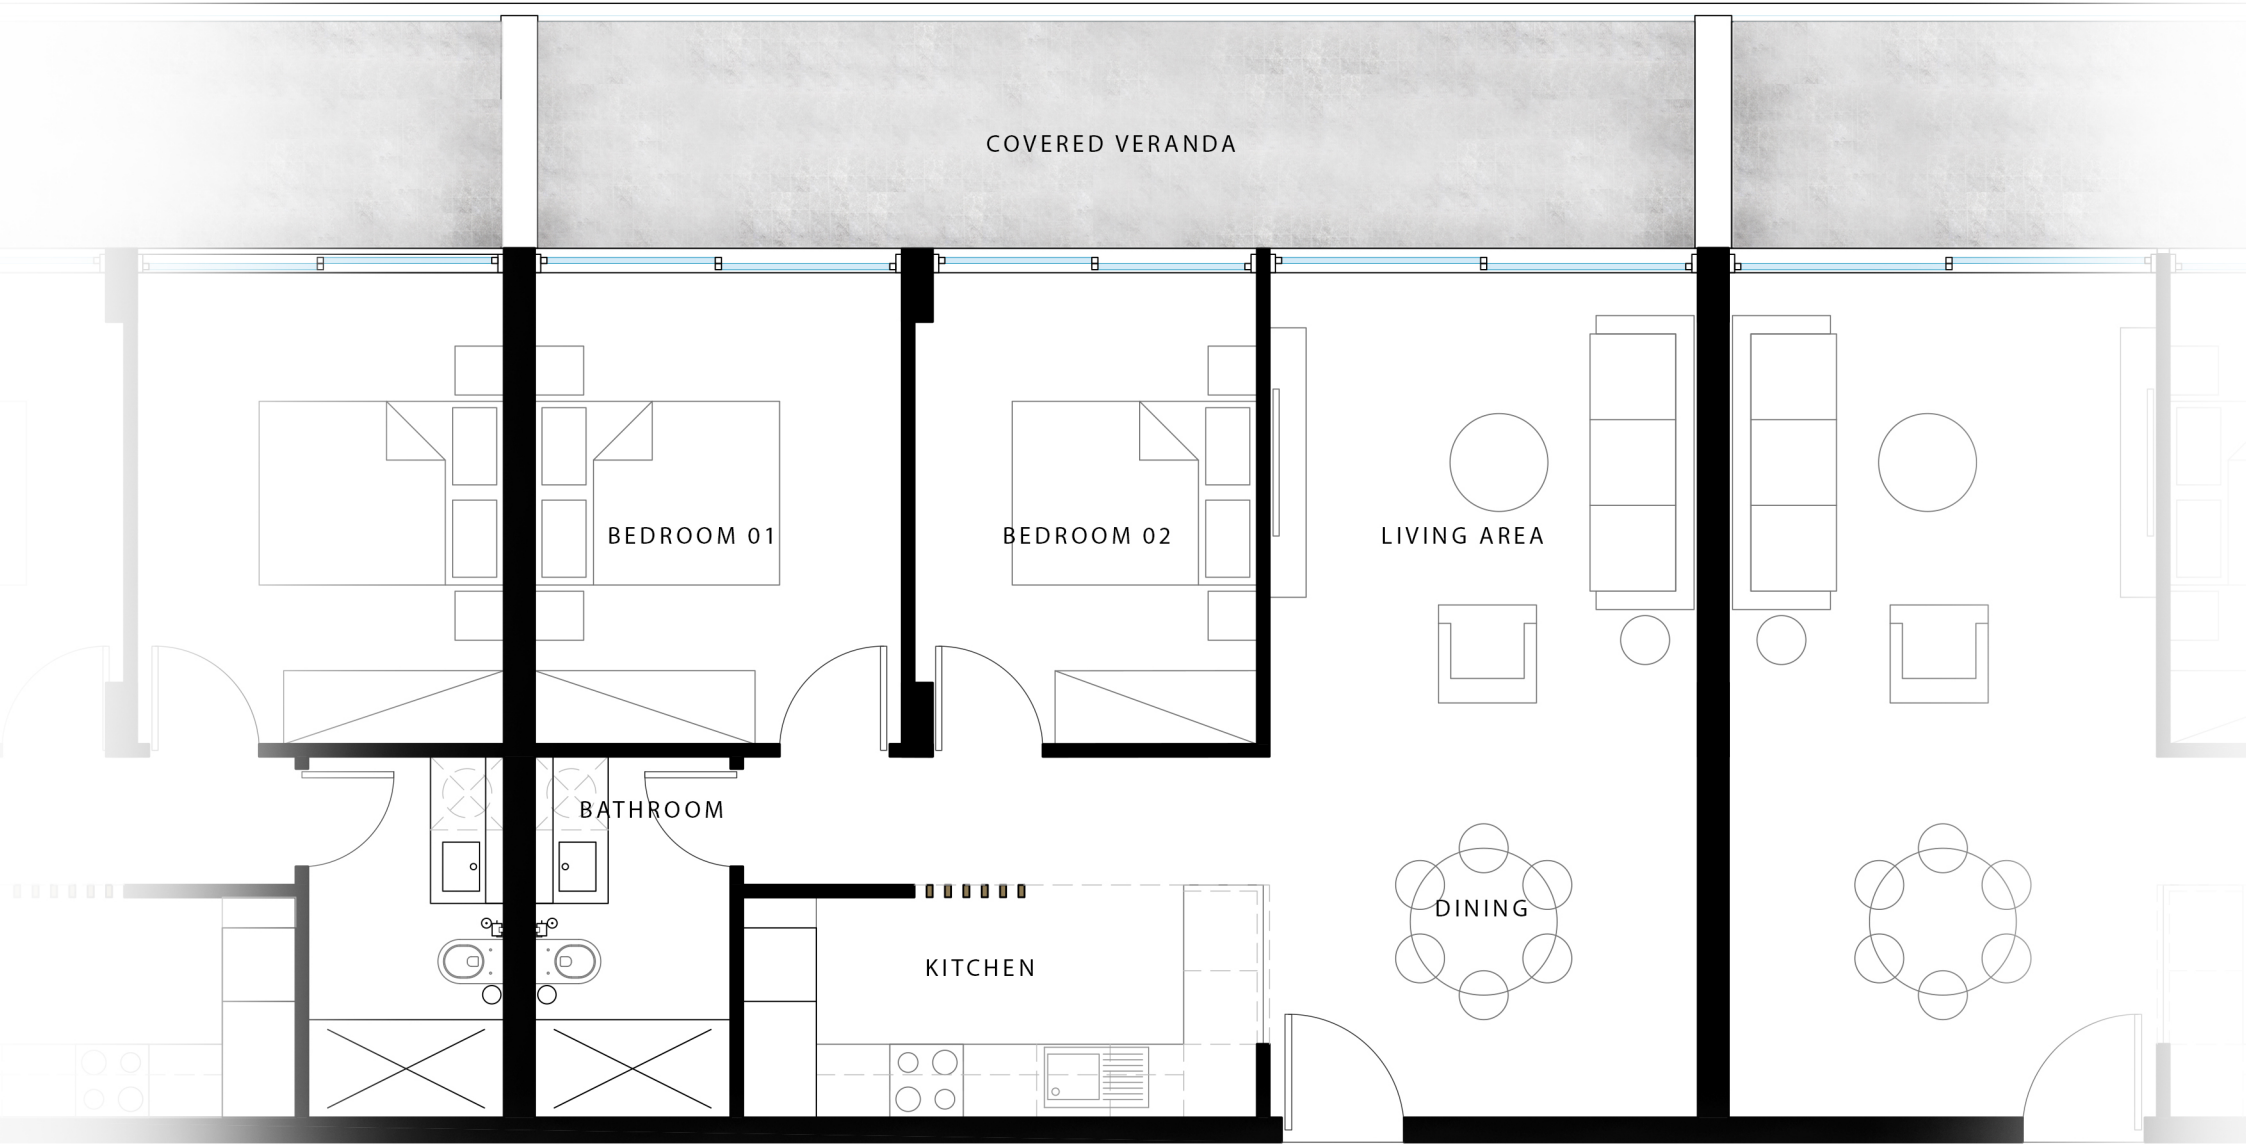 COVERED VERANDA
BEDROOM 01
BEDROOM 02
LIVING AREA
BATHROOM
DINING
KITCHEN